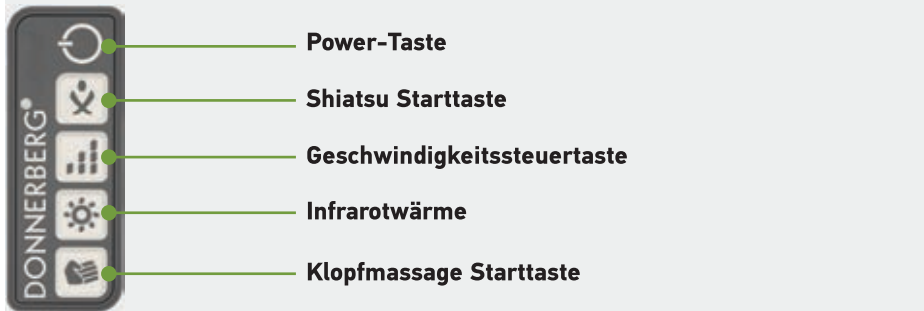 Power-Taste
Shiatsu Starttaste
Geschwindigkeitssteuertaste
Infrarotwärme
Klopfmassage Starttaste
DONNERBERG®